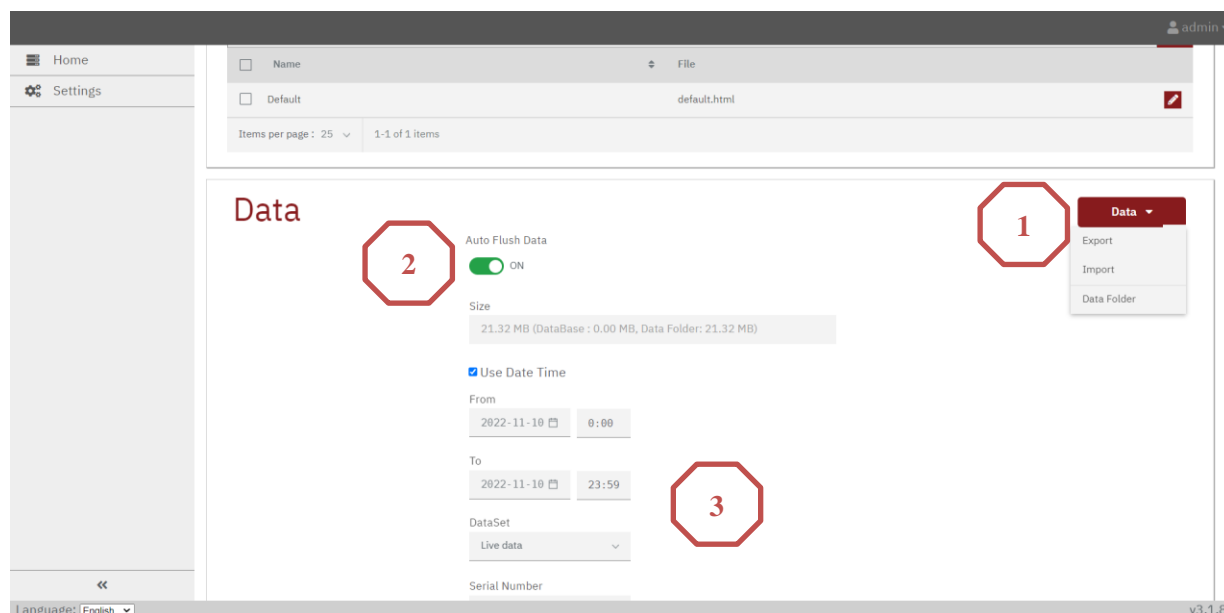 admin
Home
Name File
Settings
Default default.html
Items per page : 25 1-1 of 1 items
Data
1
Data
Auto Flush Data
Export
2
ON
Import
Size
Data Folder
21.32 MB (DataBase : 0.00 MB, Data Folder: 21.32 MB)
Use Date Time
From
2022-11-10 0:00
To
2022-11-10 23:59
3
DataSet
Live data
Serial Number
Language: English